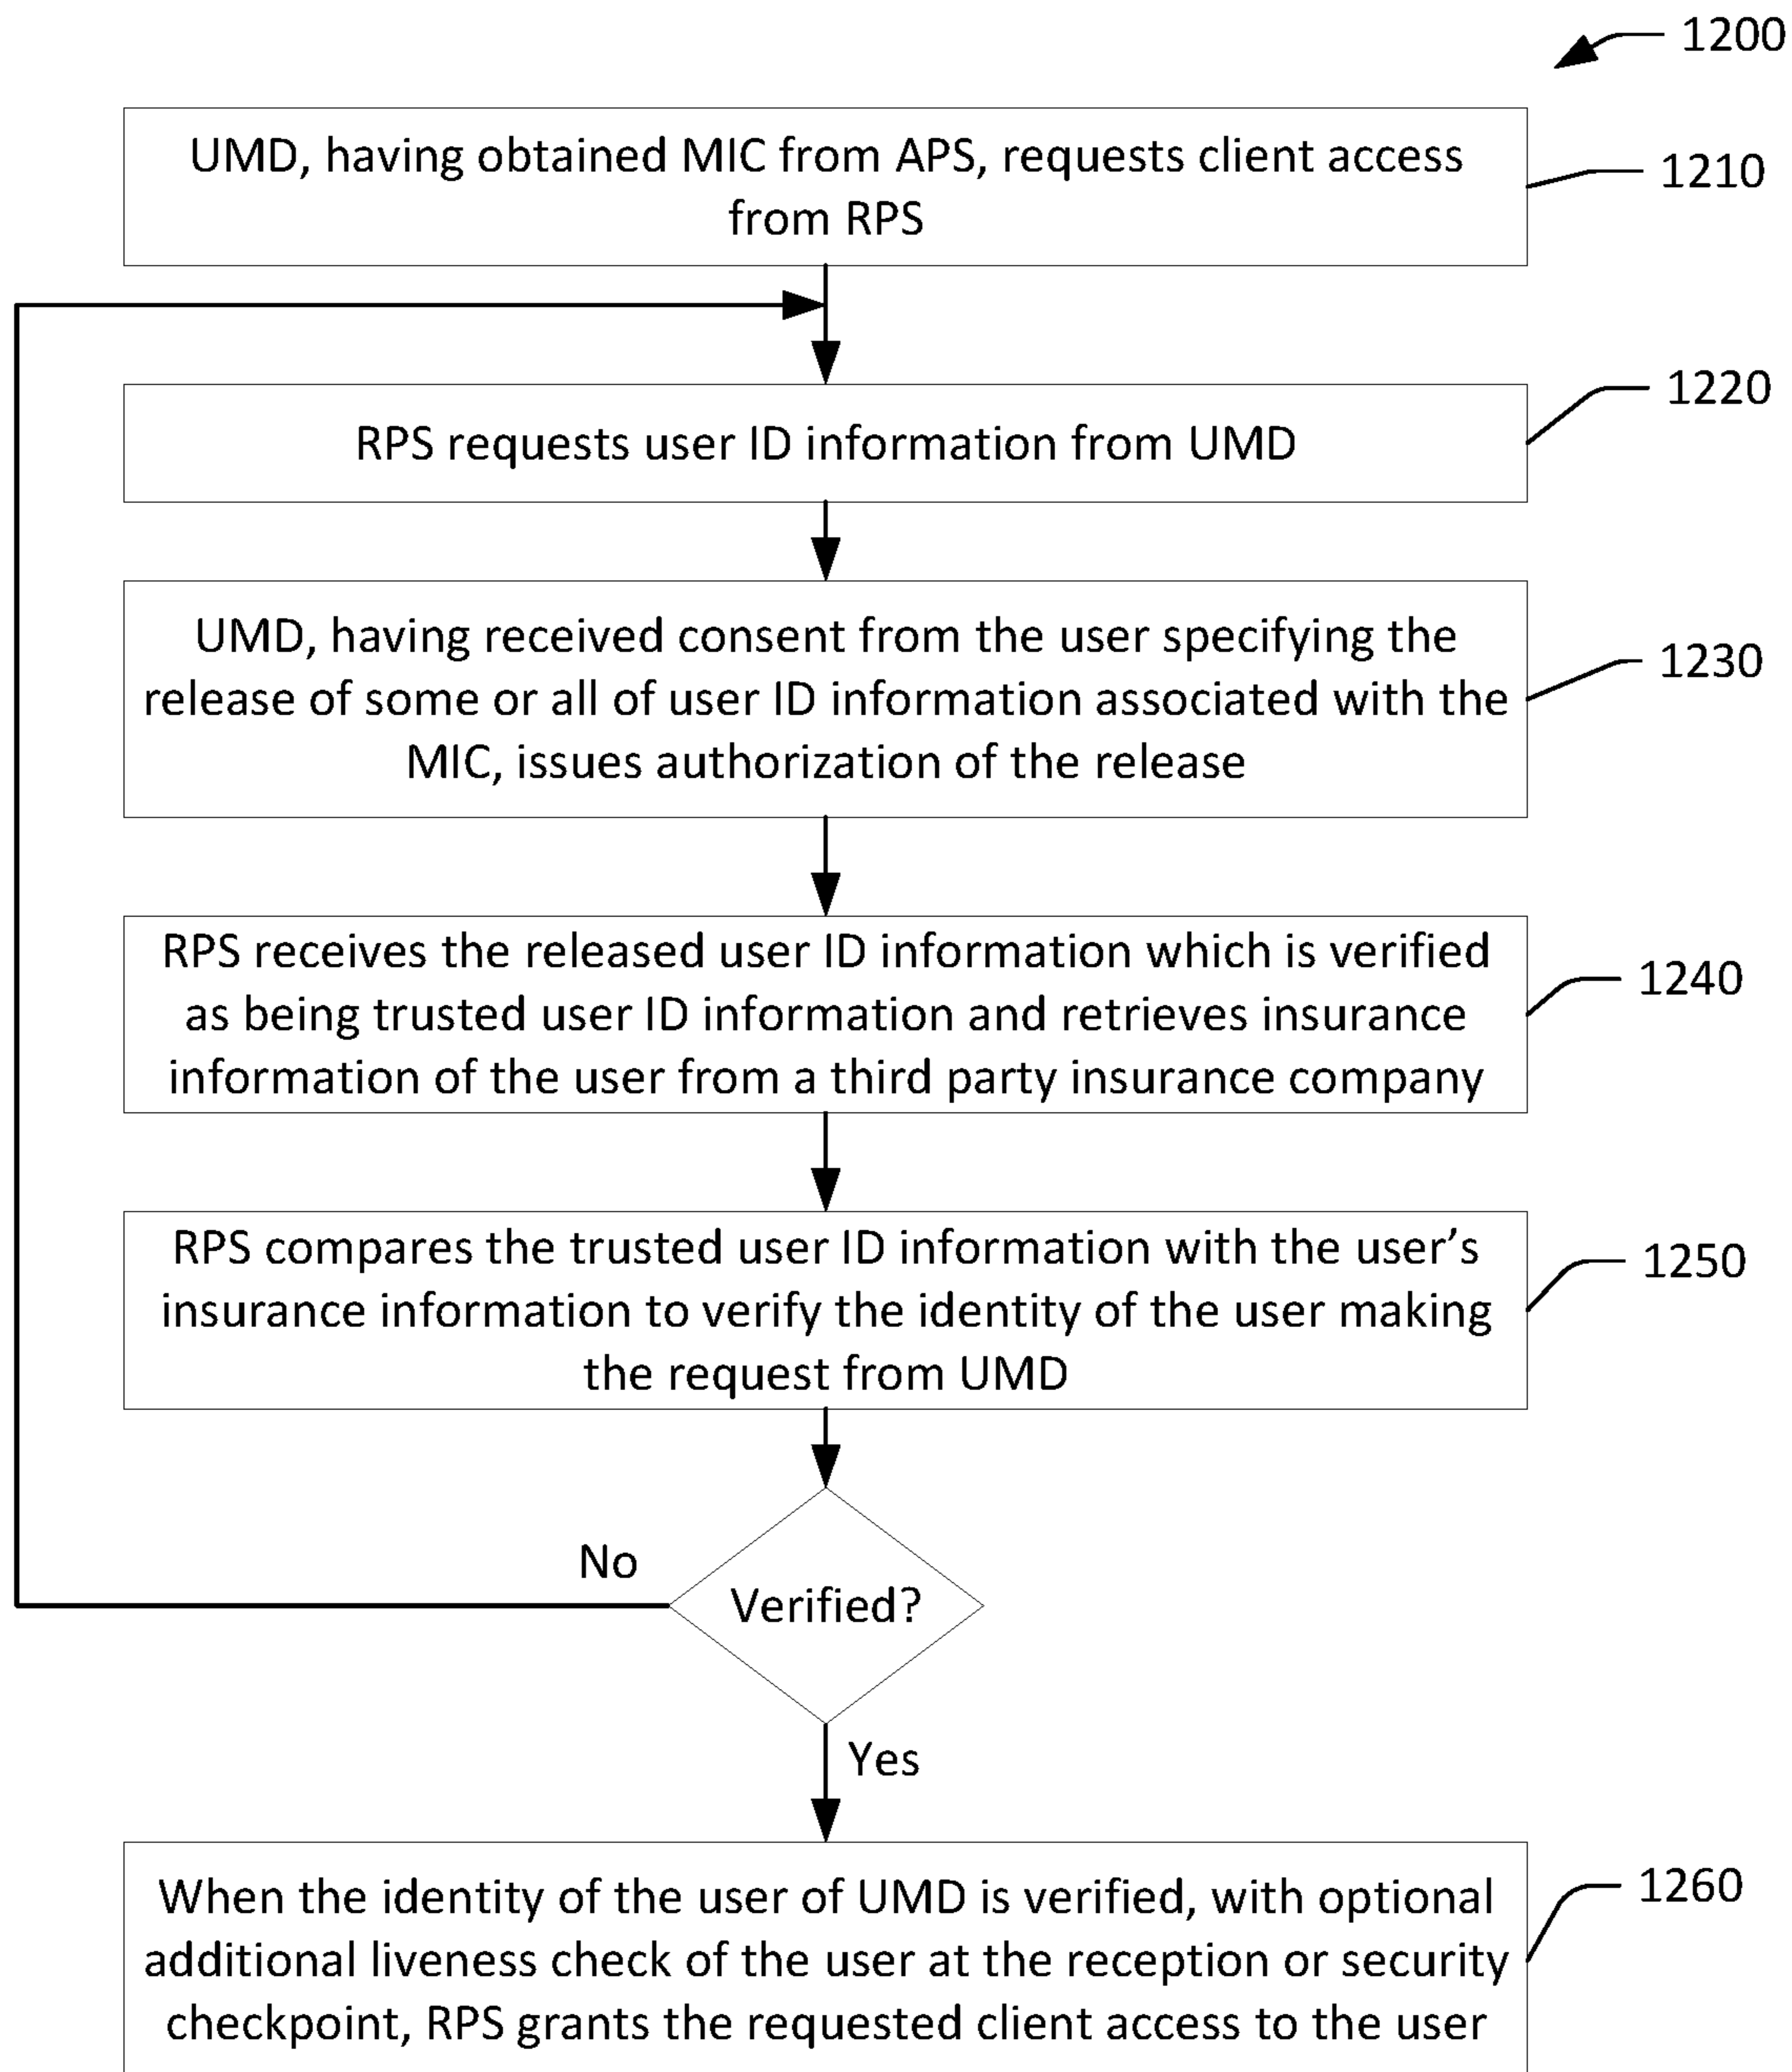 1200
UMD, having obtained MIC from APS, requests client access
from RPS
1210
RPS requests user ID information from UMD
1220
UMD, having received consent from the user specifying the
release of some or all of user ID information associated with the
MIC, issues authorization of the release
1230
RPS receives the released user ID information which is verified
as being trusted user ID information and retrieves insurance
information of the user from a third party insurance company
1240
RPS compares the trusted user ID information with the user’s
insurance information to verify the identity of the user making
the request from UMD
1250
No
Verified?
Yes
When the identity of the user of UMD is verified, with optional
additional liveness check of the user at the reception or security
checkpoint, RPS grants the requested client access to the user
1260